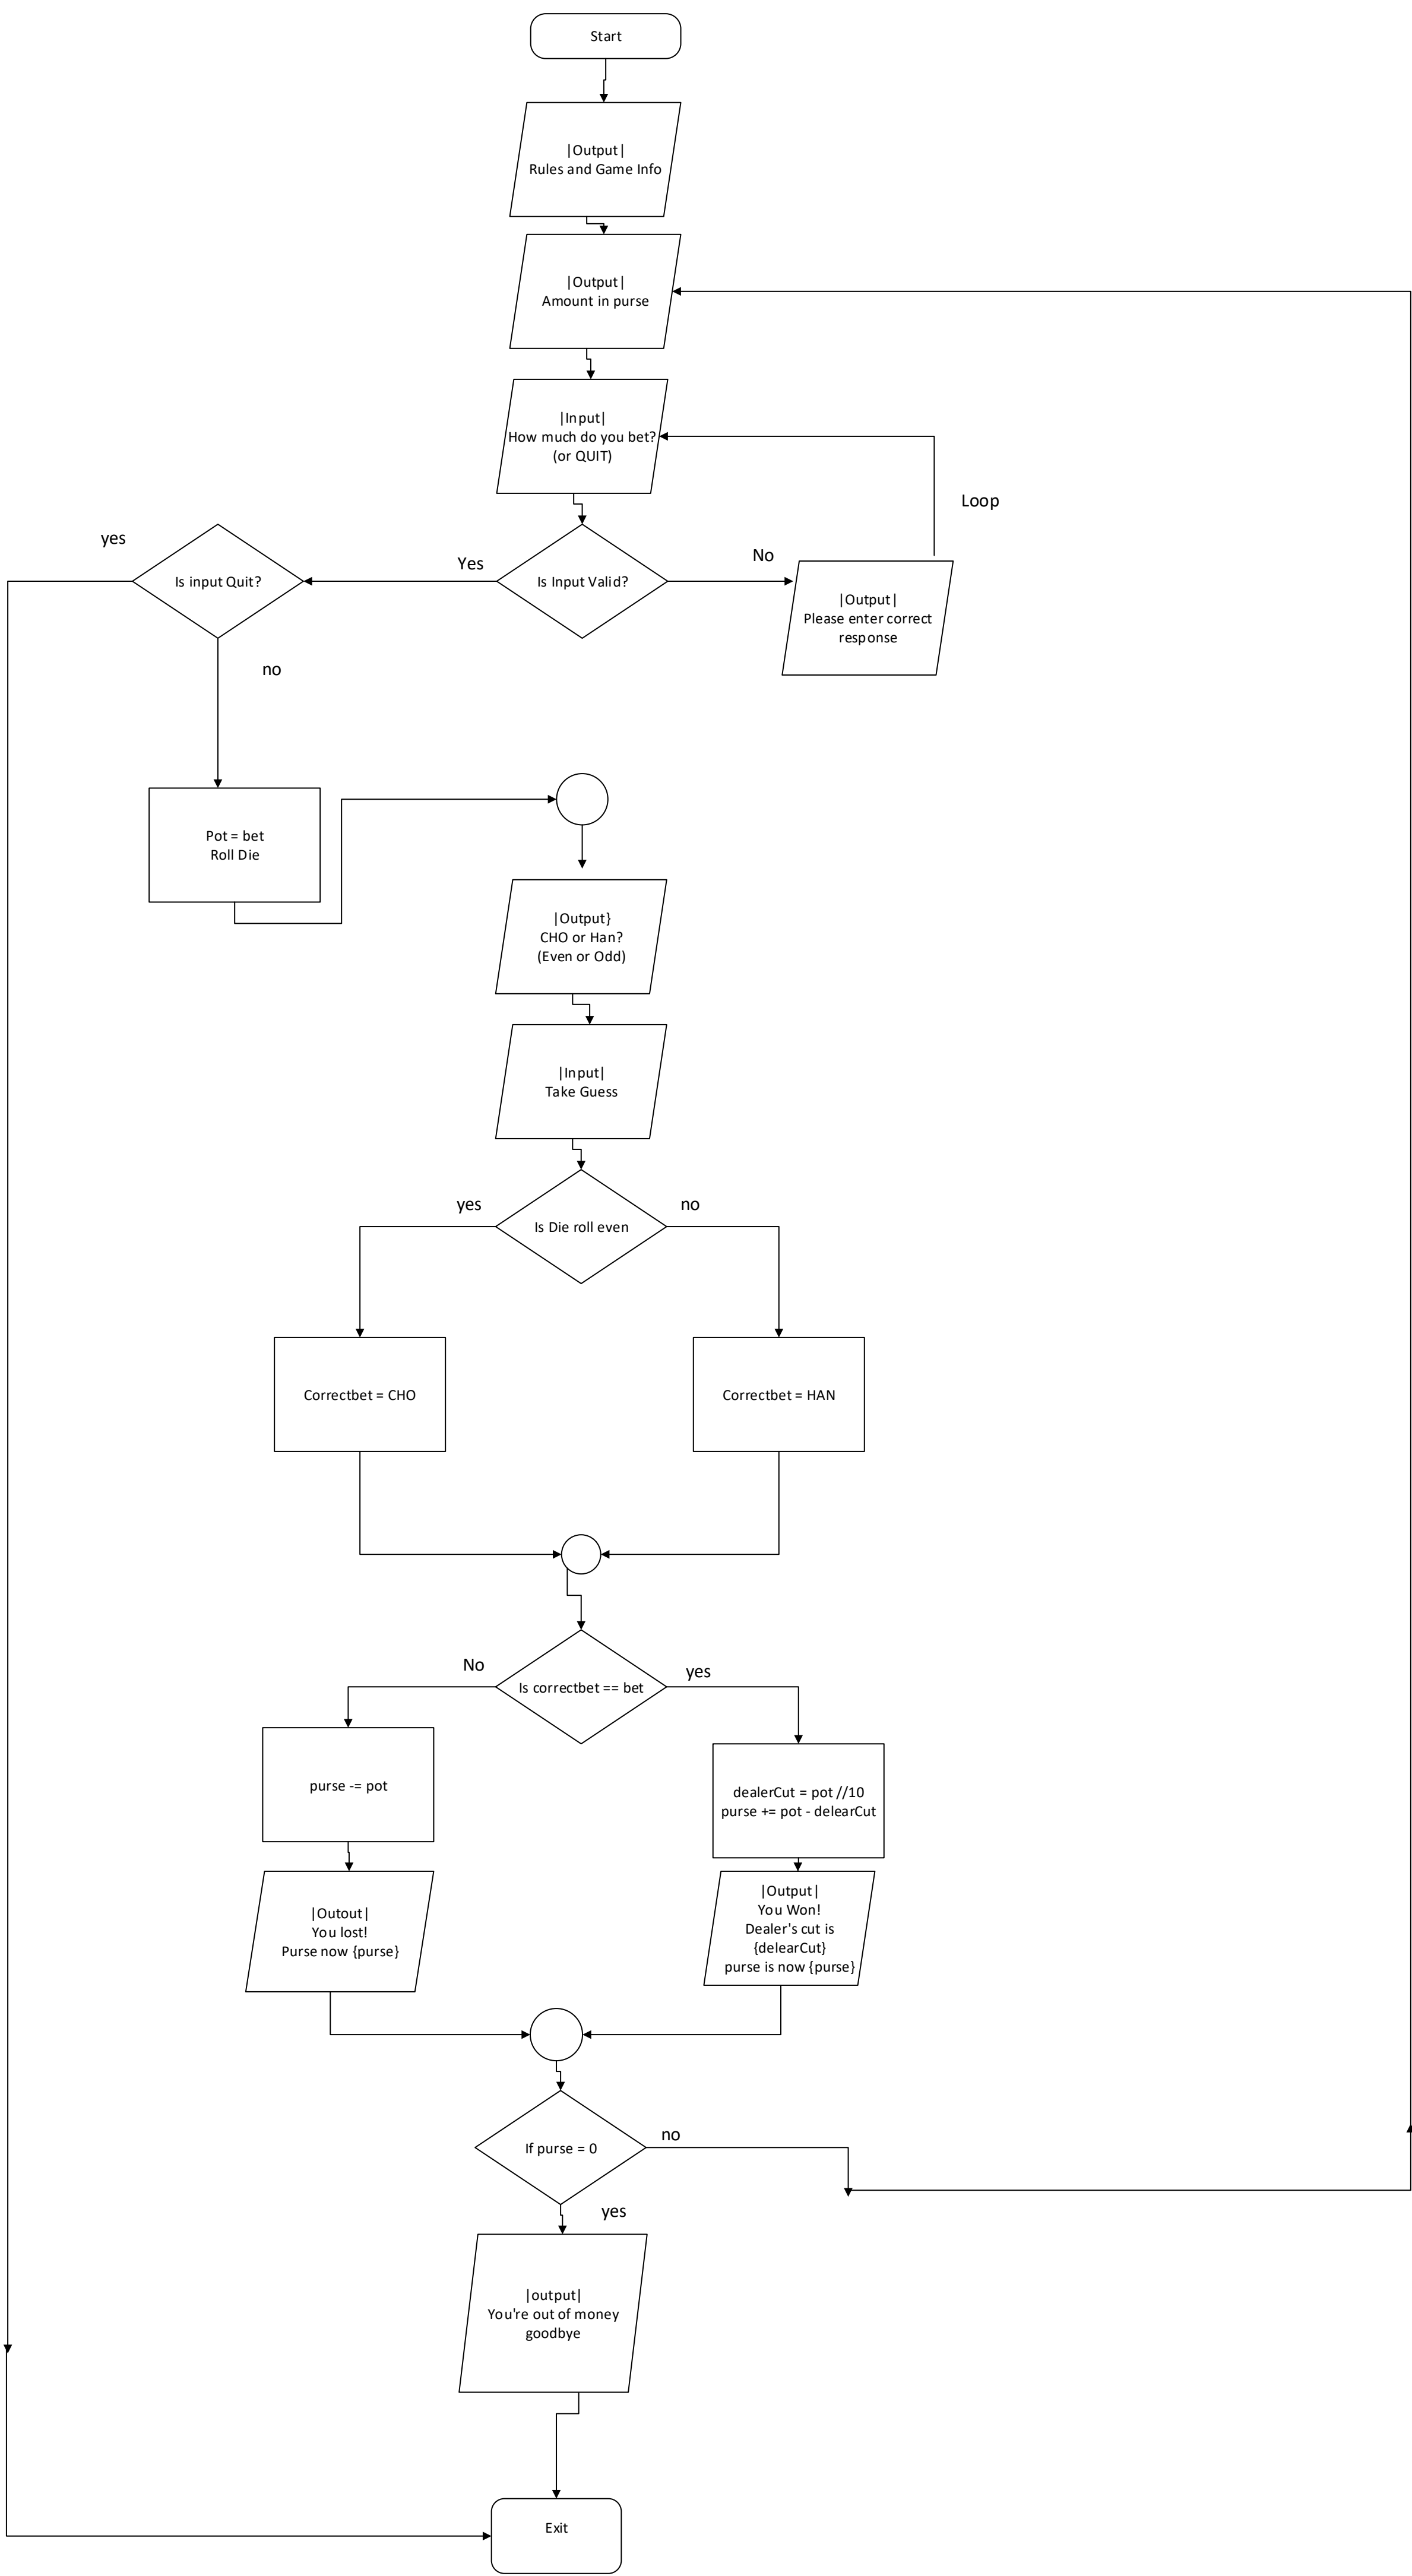 Start
|Output|
Rules and Game Info
|Output|
Amount in purse
|Input|
How much do you bet?
(or QUIT)
Loop
yes
Is input Quit?
Yes
Is Input Valid?
No
|Output|
Please enter correct
response
no
Pot = bet
Roll Die
|Output}
CHO or Han?
(Even or Odd)
|Input|
Take Guess
yes
Is Die roll even
no
Correctbet = CHO
Correctbet = HAN
No
Is correctbet == bet
yes
purse -= pot
dealerCut = pot //10
purse += pot - delearCut
|Outout|
You lost!
Purse now {purse}
|Output|
You Won!
Dealer's cut is
{delearCut}
purse is now {purse}
If purse = 0
no
yes
|output|
You're out of money
goodbye
Exit